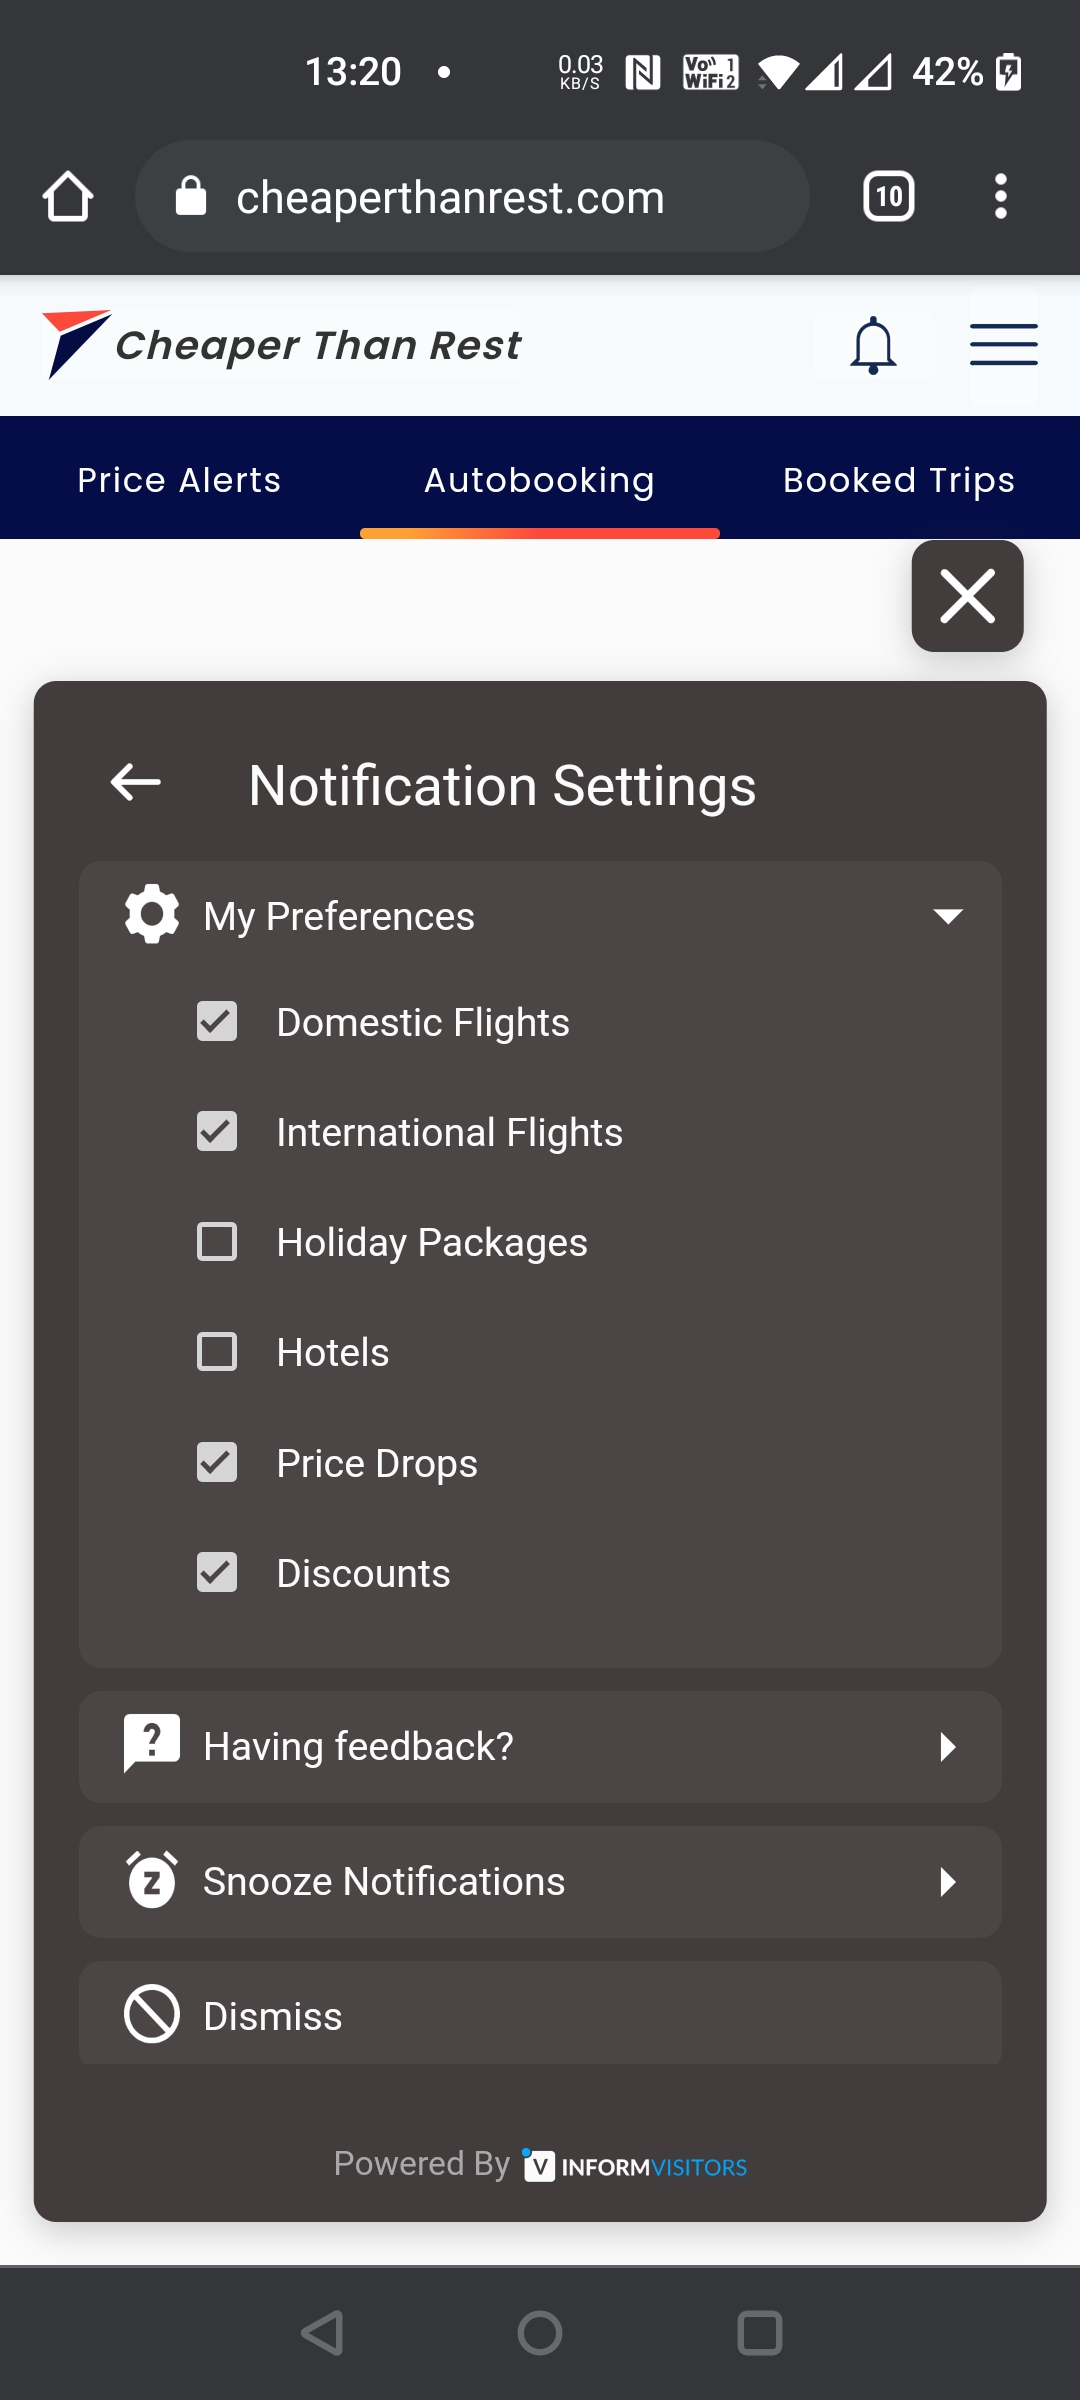 13:20
0.03
KB/S
Vo 1
WiFi 2
42%
cheaperthanrest.com
10
Cheaper Than Rest
Price Alerts
Autobooking
Booked Trips
Notification Settings
My Preferences
Domestic Flights
International Flights
Holiday Packages
Hotels
Price Drops
Discounts
?
Having feedback?
z
Snooze Notifications
Dismiss
Powered By V INFORMVISITORS